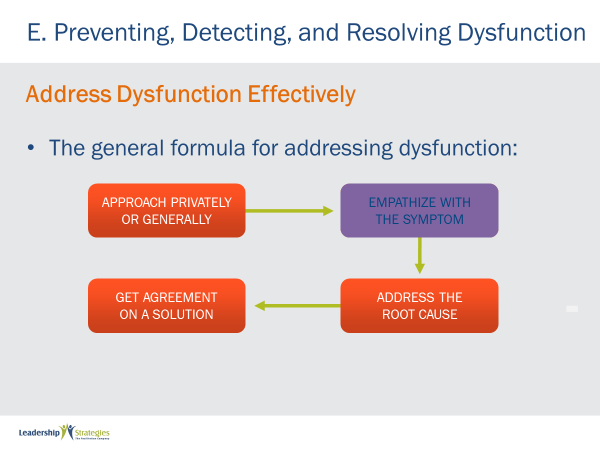 E. Preventing, Detecting, and Resolving Dysfunction
Address Dysfunction Effectively
• The general formula for addressing dysfunction:
APPROACH PRIVATELY
OR GENERALLY
EMPATHIZE WITH
THE SYMPTOM
ADDRESS THE
ROOT CAUSE
GET AGREEMENT
ON A SOLUTION
Leadership Strategies
The Facilitation Company